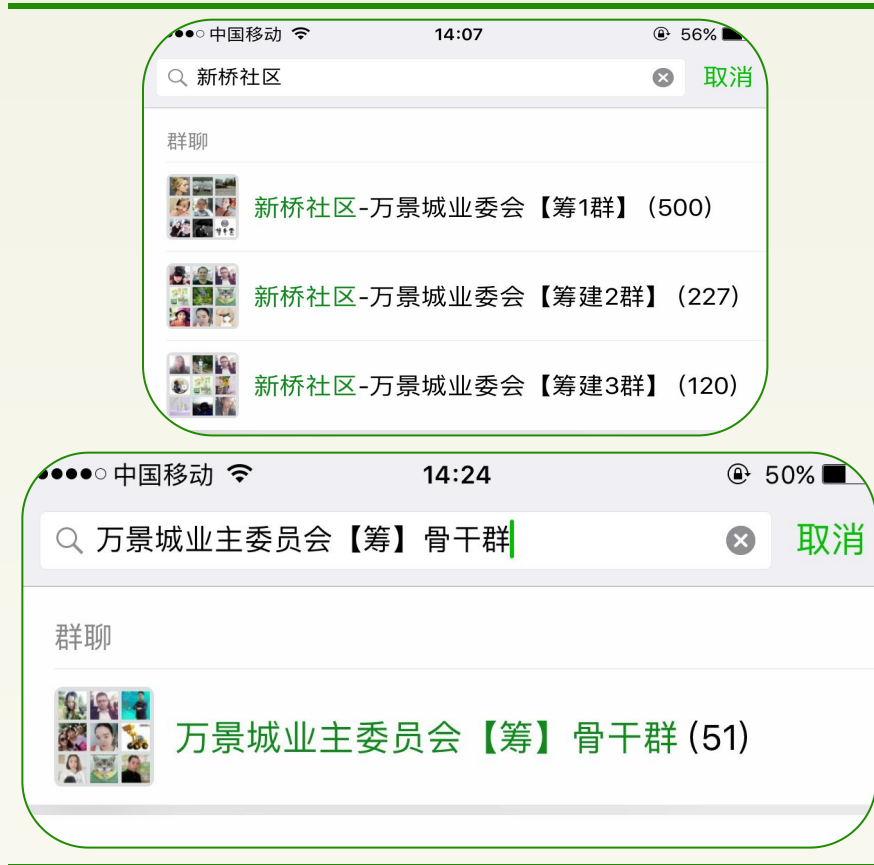 中国移动 14:07 56%
新桥社区 取消
群聊
新桥社区-万景城业委会【筹1群】(500)
新桥社区-万景城业委会【筹建2群】(227)
新桥社区-万景城业委会【筹建3群】(120)
中国移动 14:24 50%
万景城业主委员会【筹】骨干群 取消
群聊
万景城业主委员会【筹】骨干群(51)